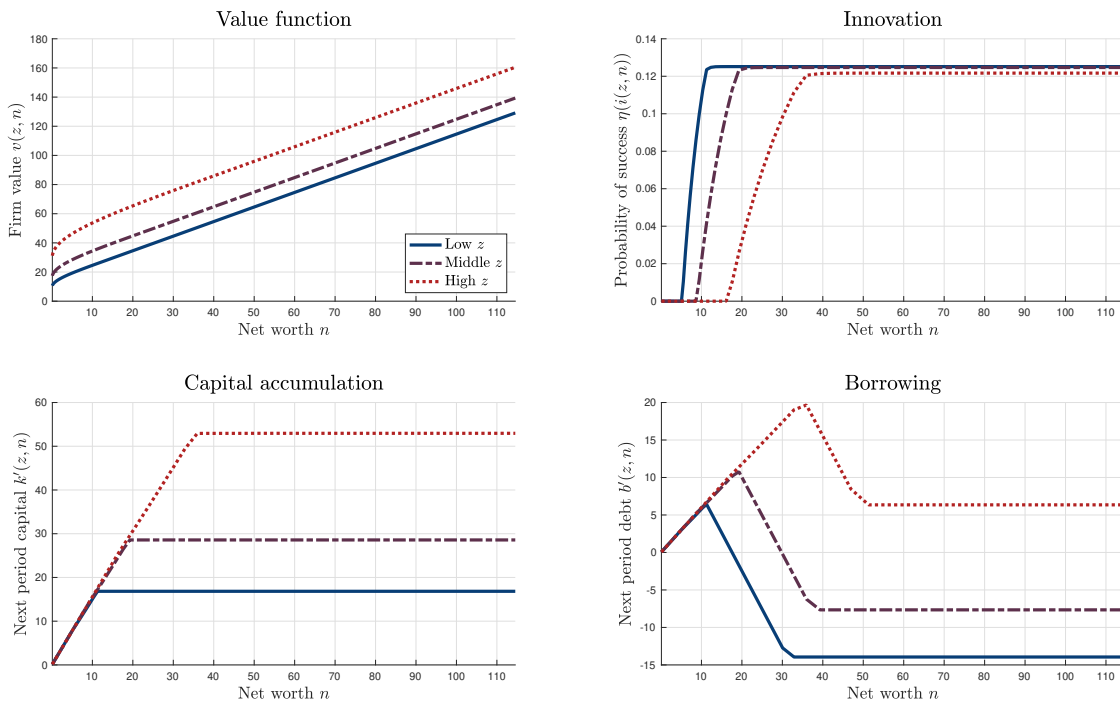 Value function
Firm value v(z, n)
180
160
140
120
100
80
60
40
20
0
10 20 30 40 50 60 70 80 90 100 110
Net worth n
Low z
Middle z
High z
Innovation
Probability of success η(i(z, n))
0.14
0.12
0.1
0.08
0.06
0.04
0.02
0
10 20 30 40 50 60 70 80 90 100 110
Net worth n
Capital accumulation
Next period capital k′(z, n)
60
50
40
30
20
10
0
10 20 30 40 50 60 70 80 90 100 110
Net worth n
Borrowing
Next period debt b′(z, n)
20
15
10
5
0
-5
-10
-15
10 20 30 40 50 60 70 80 90 100 110
Net worth n